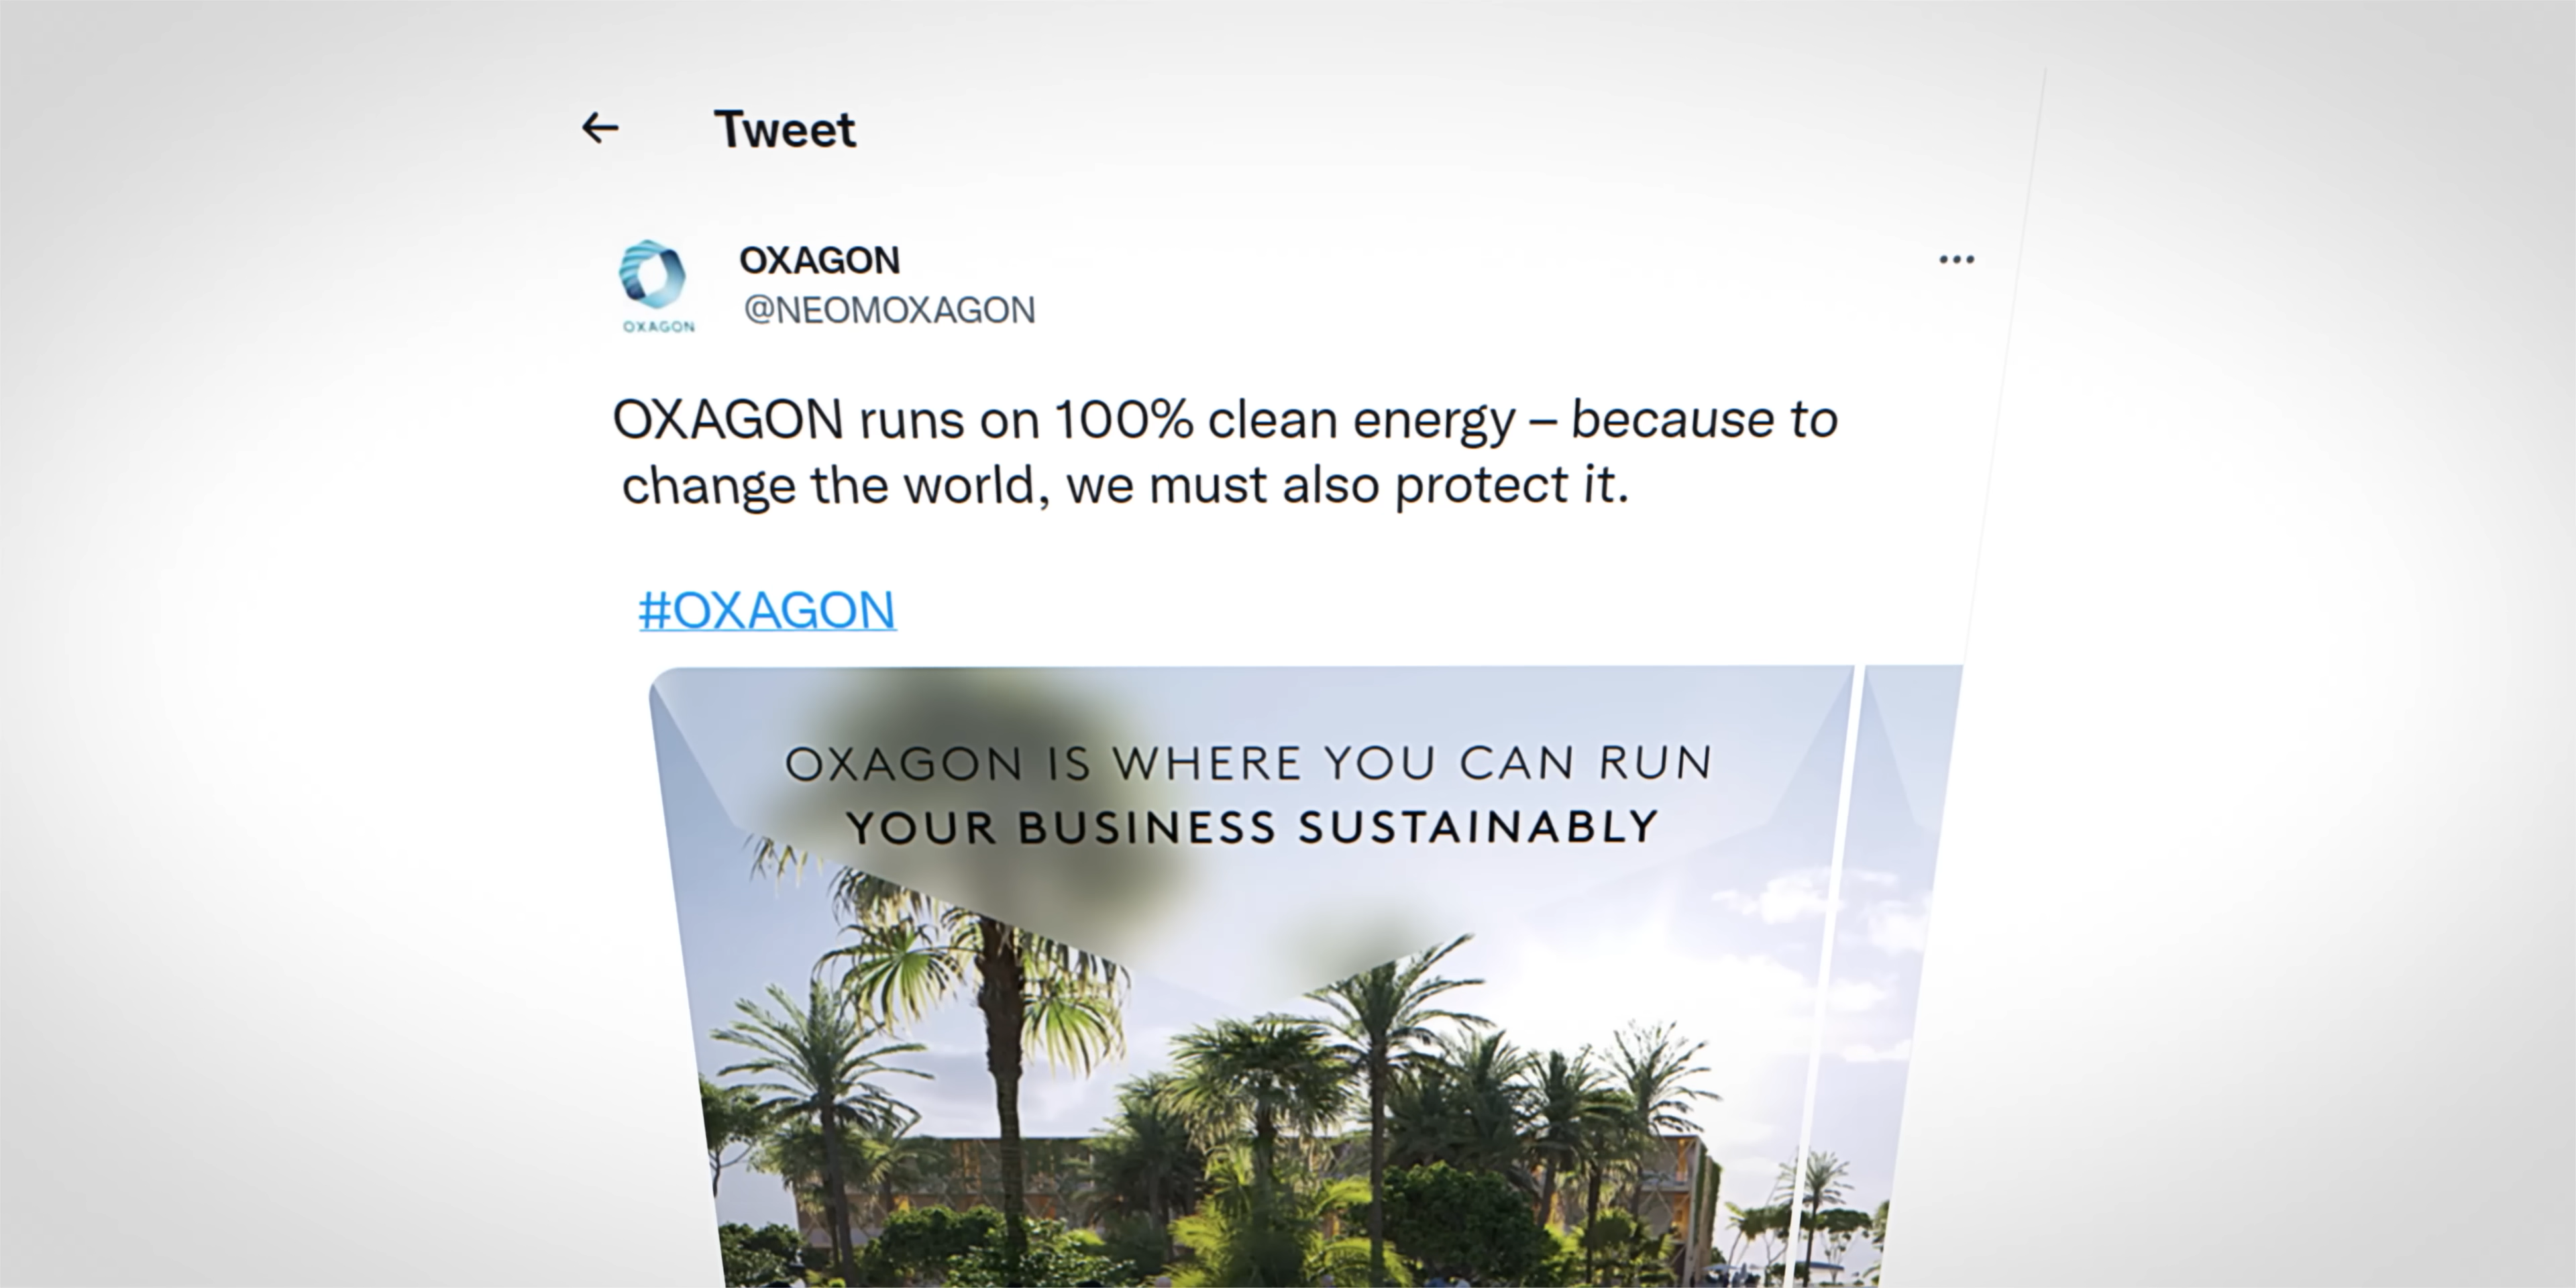 Tweet
OXAGON
@NEOMOXAGON
OXAGON
OXAGON runs on 100% clean energy – because to
change the world, we must also protect it.
#OXAGON
OXAGON IS WHERE YOU CAN RUN
YOUR BUSINESS SUSTAINABLY